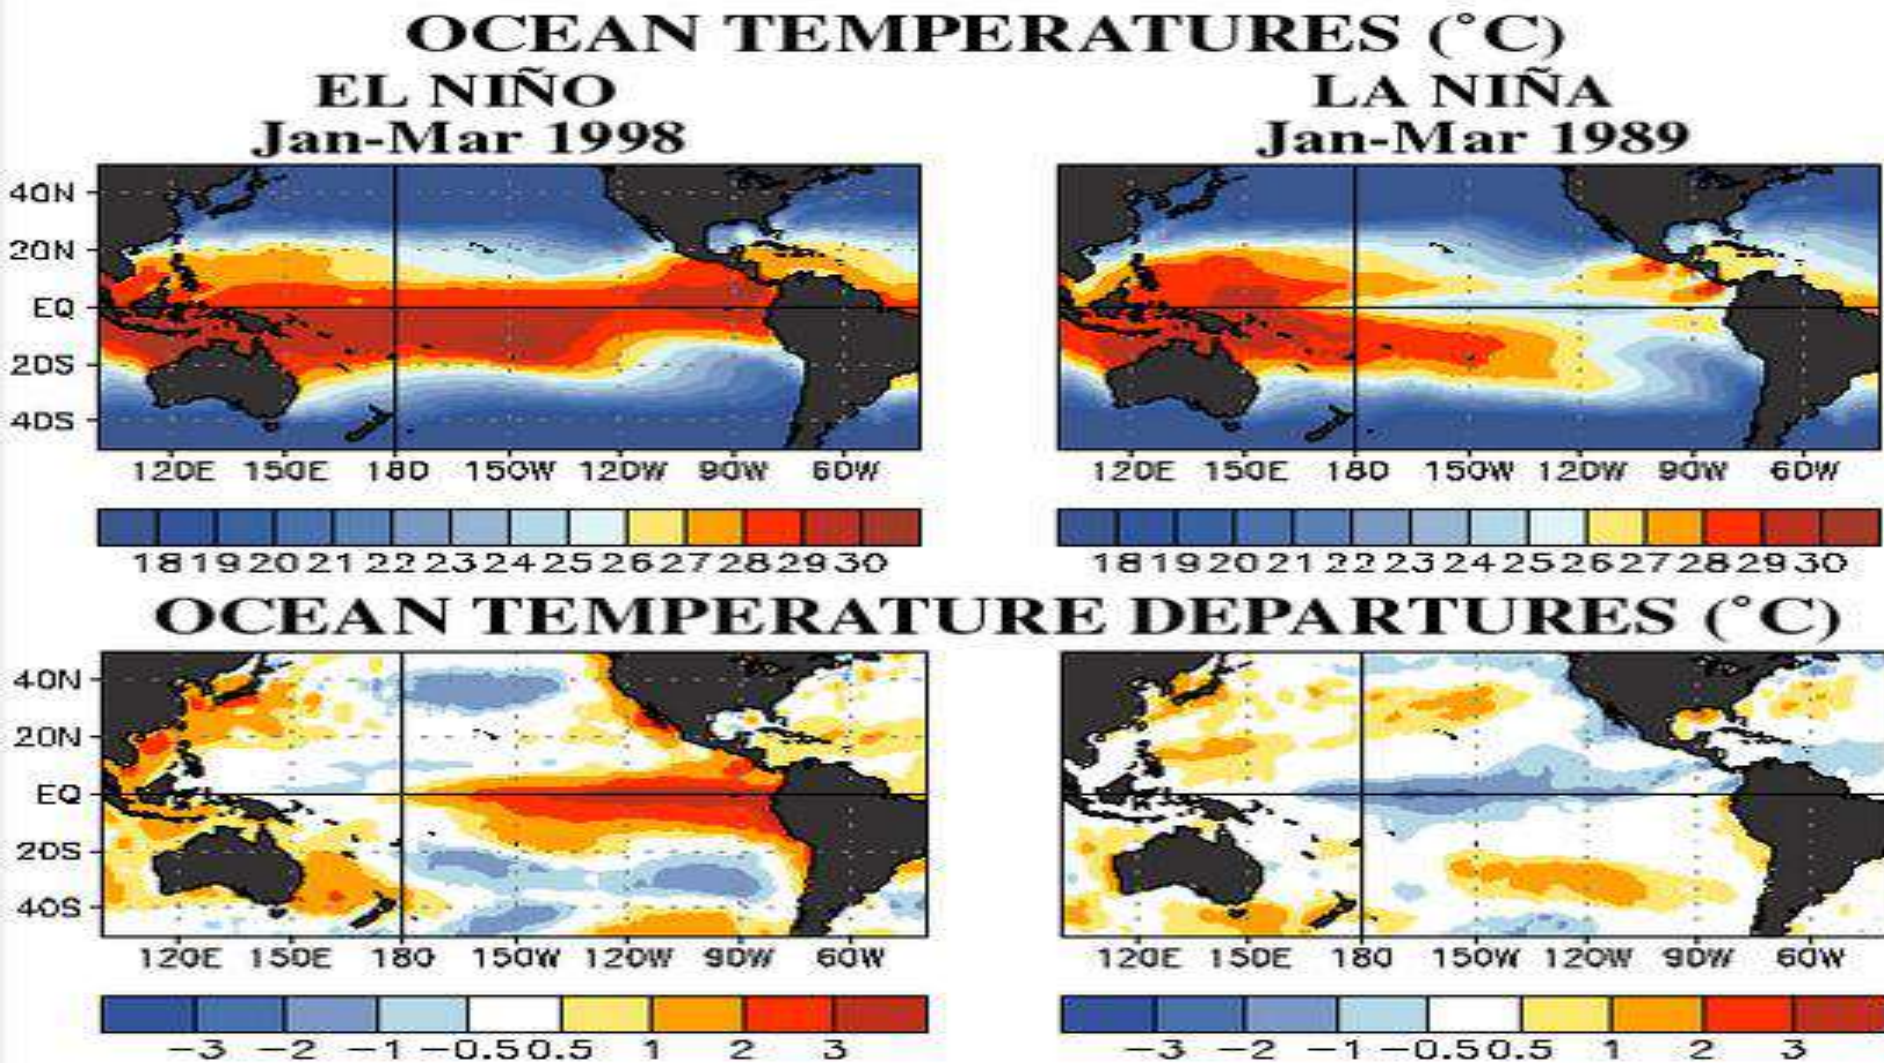 OCEAN TEMPERATURES (°C)
EL NIÑO
Jan-Mar 1998
LA NIÑA
Jan-Mar 1989
40N
20N
EQ
20S
40S
120E 150E 180 150W 120W 90W 60W
120E 150E 180 150W 120W 90W 60W
18 19 20 21 22 23 24 25 26 27 28 29 30
18 19 20 21 22 23 24 25 26 27 28 29 30
OCEAN TEMPERATURE DEPARTURES (°C)
40N
20N
EQ
20S
40S
120E 150E 180 150W 120W 90W 60W
120E 150E 180 150W 120W 90W 60W
-3 -2 -1 -0.5 0.5 1 2 3
-3 -2 -1 -0.5 0.5 1 2 3